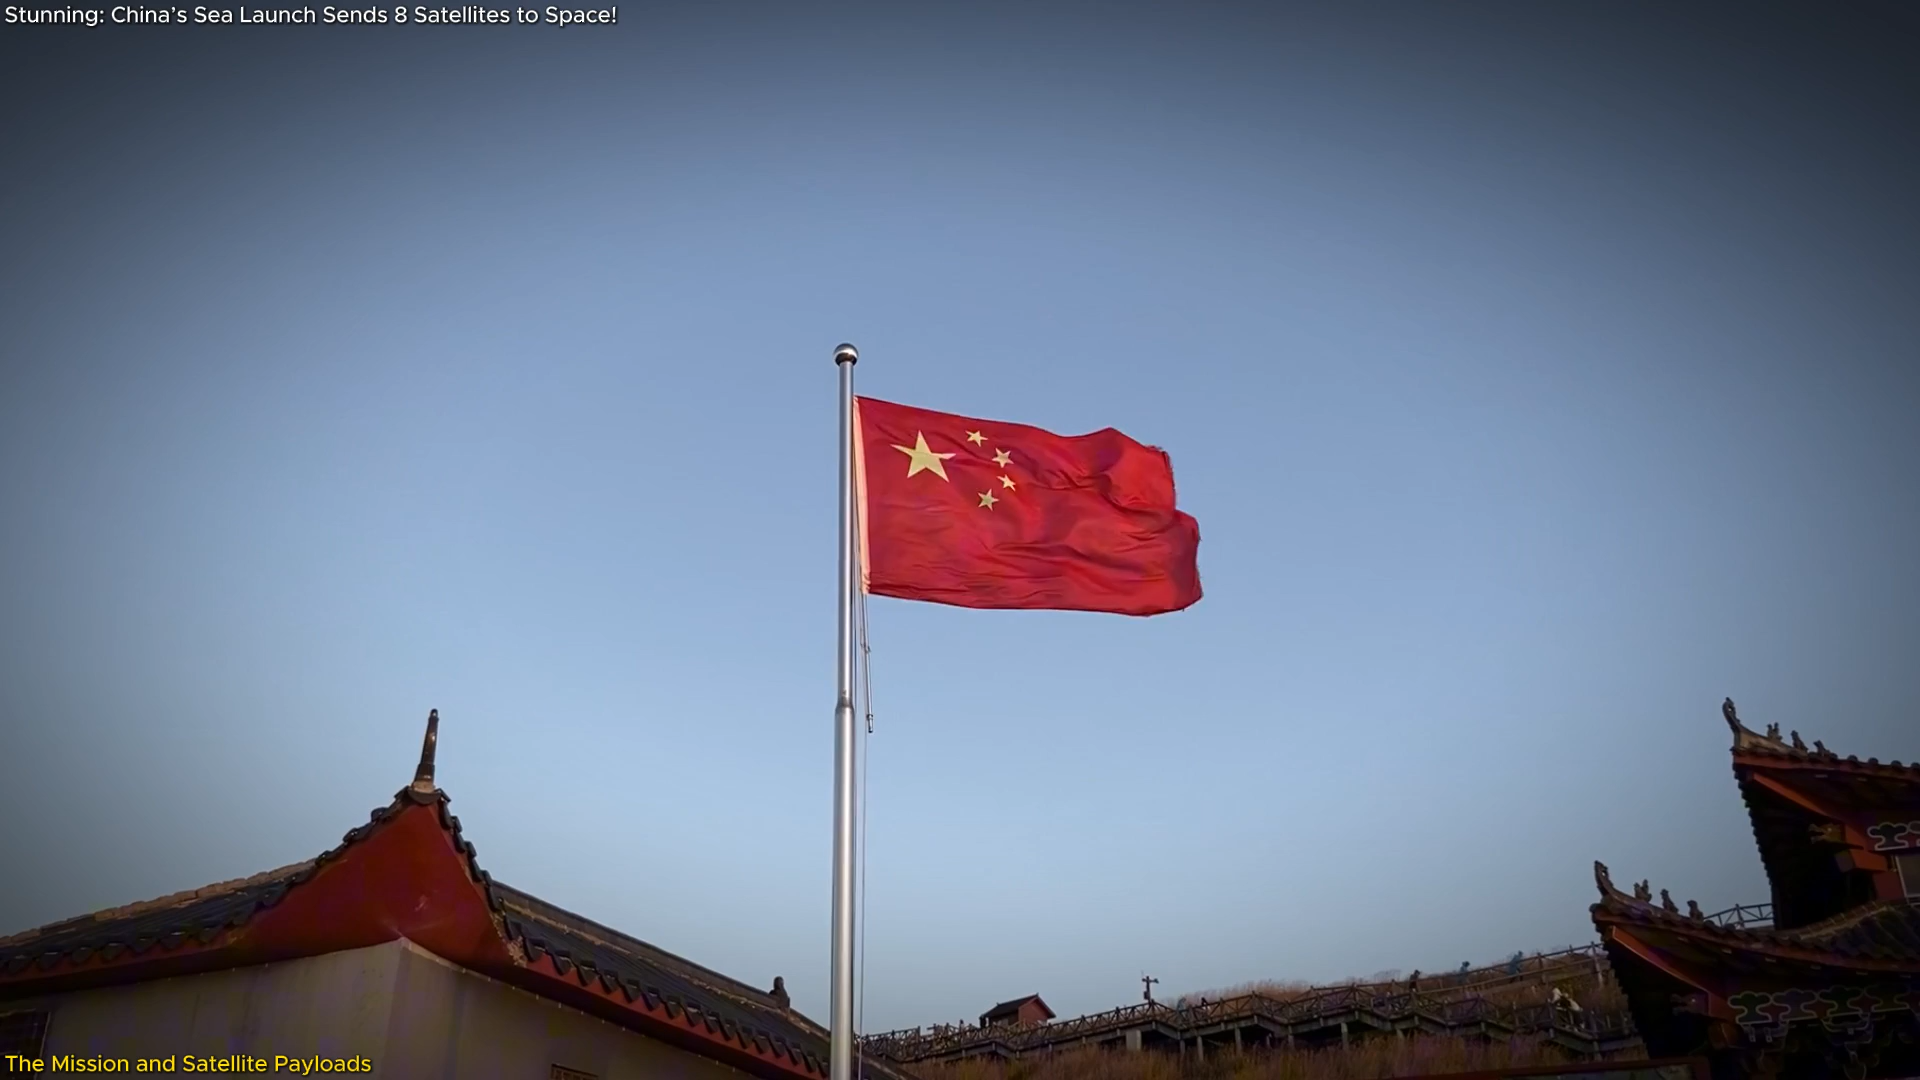 Stunning: China’s Sea Launch Sends 8 Satellites to Space!
The Mission and Satellite Payloads